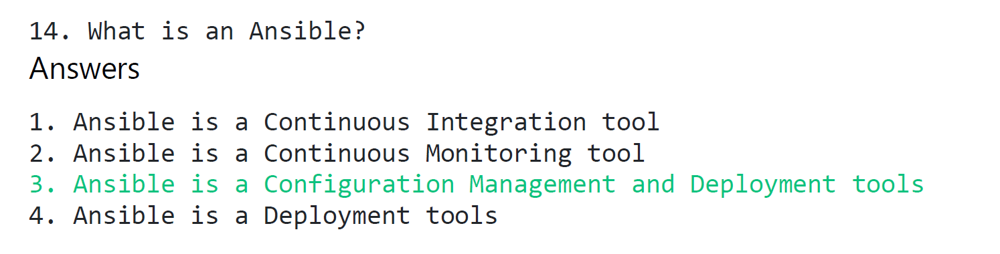 14. What is an Ansible?
Answers
1. Ansible is a Continuous Integration tool
2. Ansible is a Continuous Monitoring tool
3. Ansible is a Configuration Management and Deployment tools
4. Ansible is a Deployment tools